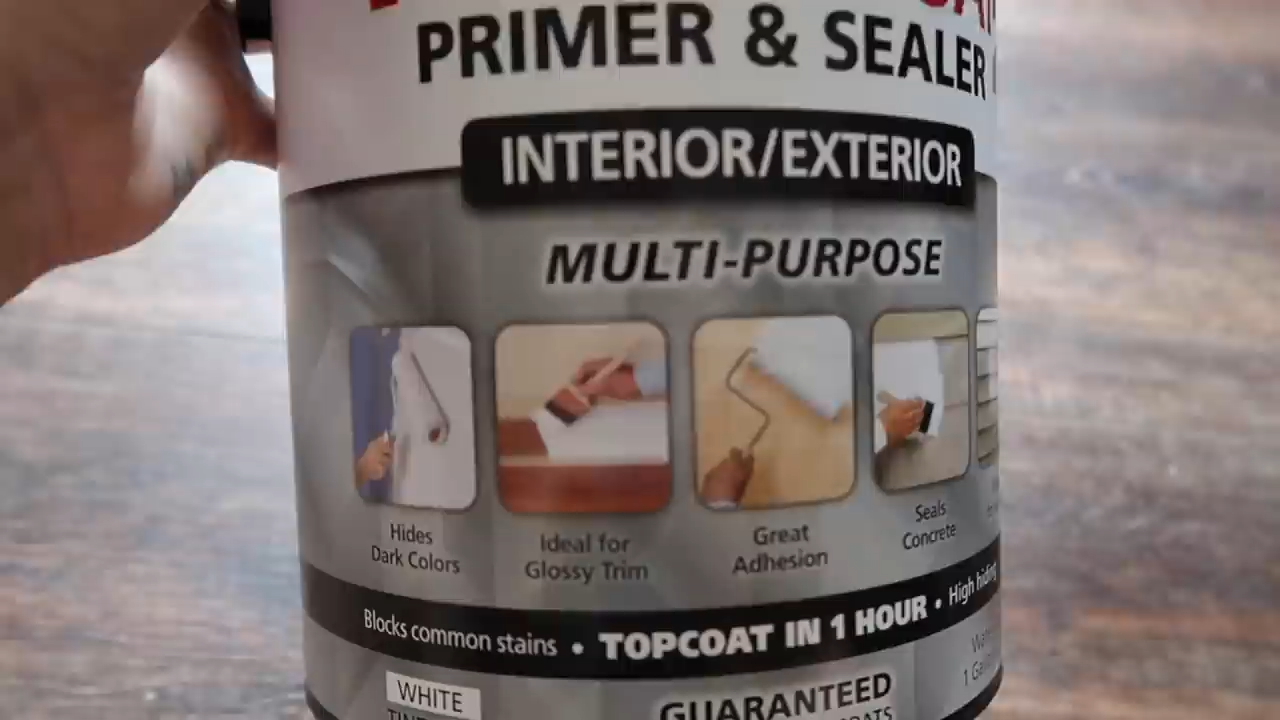 PRIMER & SEALER
INTERIOR/EXTERIOR
MULTI-PURPOSE
Hides
Dark Colors
Ideal for
Glossy Trim
Great
Adhesion
Seals
Concrete
Blocks common stains • TOPCOAT IN 1 HOUR • High hiding
WHITE
GUARANTEED